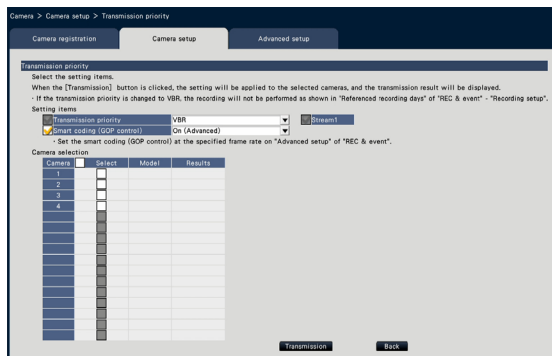 Camera > Camera setup > Transmission priority
Camera registration Camera setup Advanced setup
Transmission priority
Select the setting items.
When the [Transmission] button is clicked, the setting will be applied to the selected cameras, and the transmission result will be displayed.
· If the transmission priority is changed to VBR, the recording will not be performed as shown in "Referenced recording days" of "REC & event" - "Recording setup".
Setting items
Transmission priority VBR Stream1
Smart coding (GOP control) On (Advanced)
· Set the smart coding (GOP control) at the specified frame rate on "Advanced setup" of "REC & event".
Camera selection
Camera Select Model Results
1
2
3
4
Transmission Back